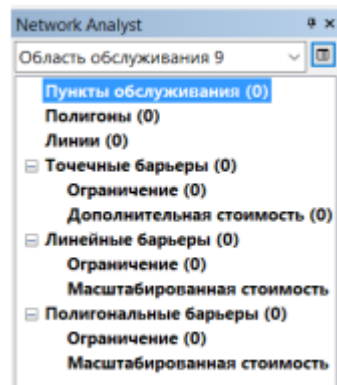 Network Analyst
Область обслуживания 9
Пункты обслуживания (0)
Полигоны (0)
Линии (0)
Точечные барьеры (0)
Ограничение (0)
Дополнительная стоимость (0)
Линейные барьеры (0)
Ограничение (0)
Масштабированная стоимость
Полигональные барьеры (0)
Ограничение (0)
Масштабированная стоимость